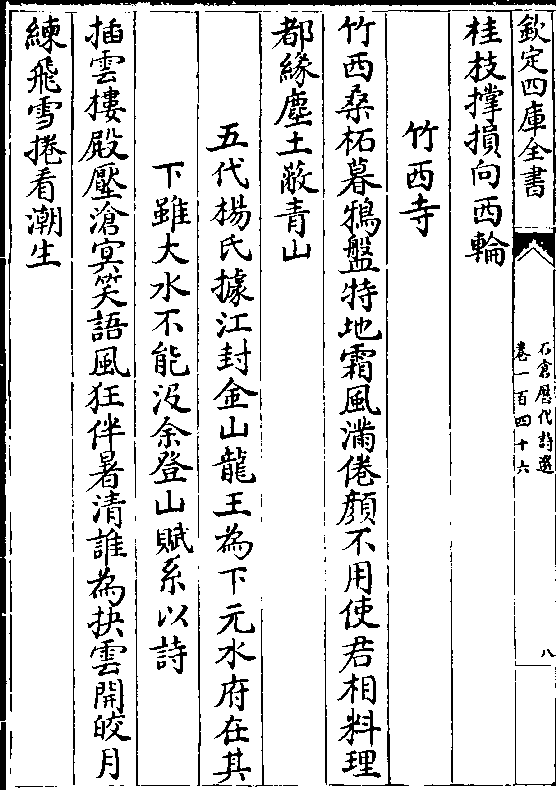 欽定四庫全書
石倉歷代詩選
卷一百四十六
八
桂枝撑損向西輪
竹西寺
竹西桑柘暮鴉盤特地霜風滿倦顔不用使君相料理
都緣塵土蔽青山
五代楊氏據江封金山龍王為下元水府在其
下雖大水不能没余登山賦系以詩
插雲樓殿壓滄冥笑語風狂伴暑清誰為抉雲開皎月
練飛雪捲看潮生